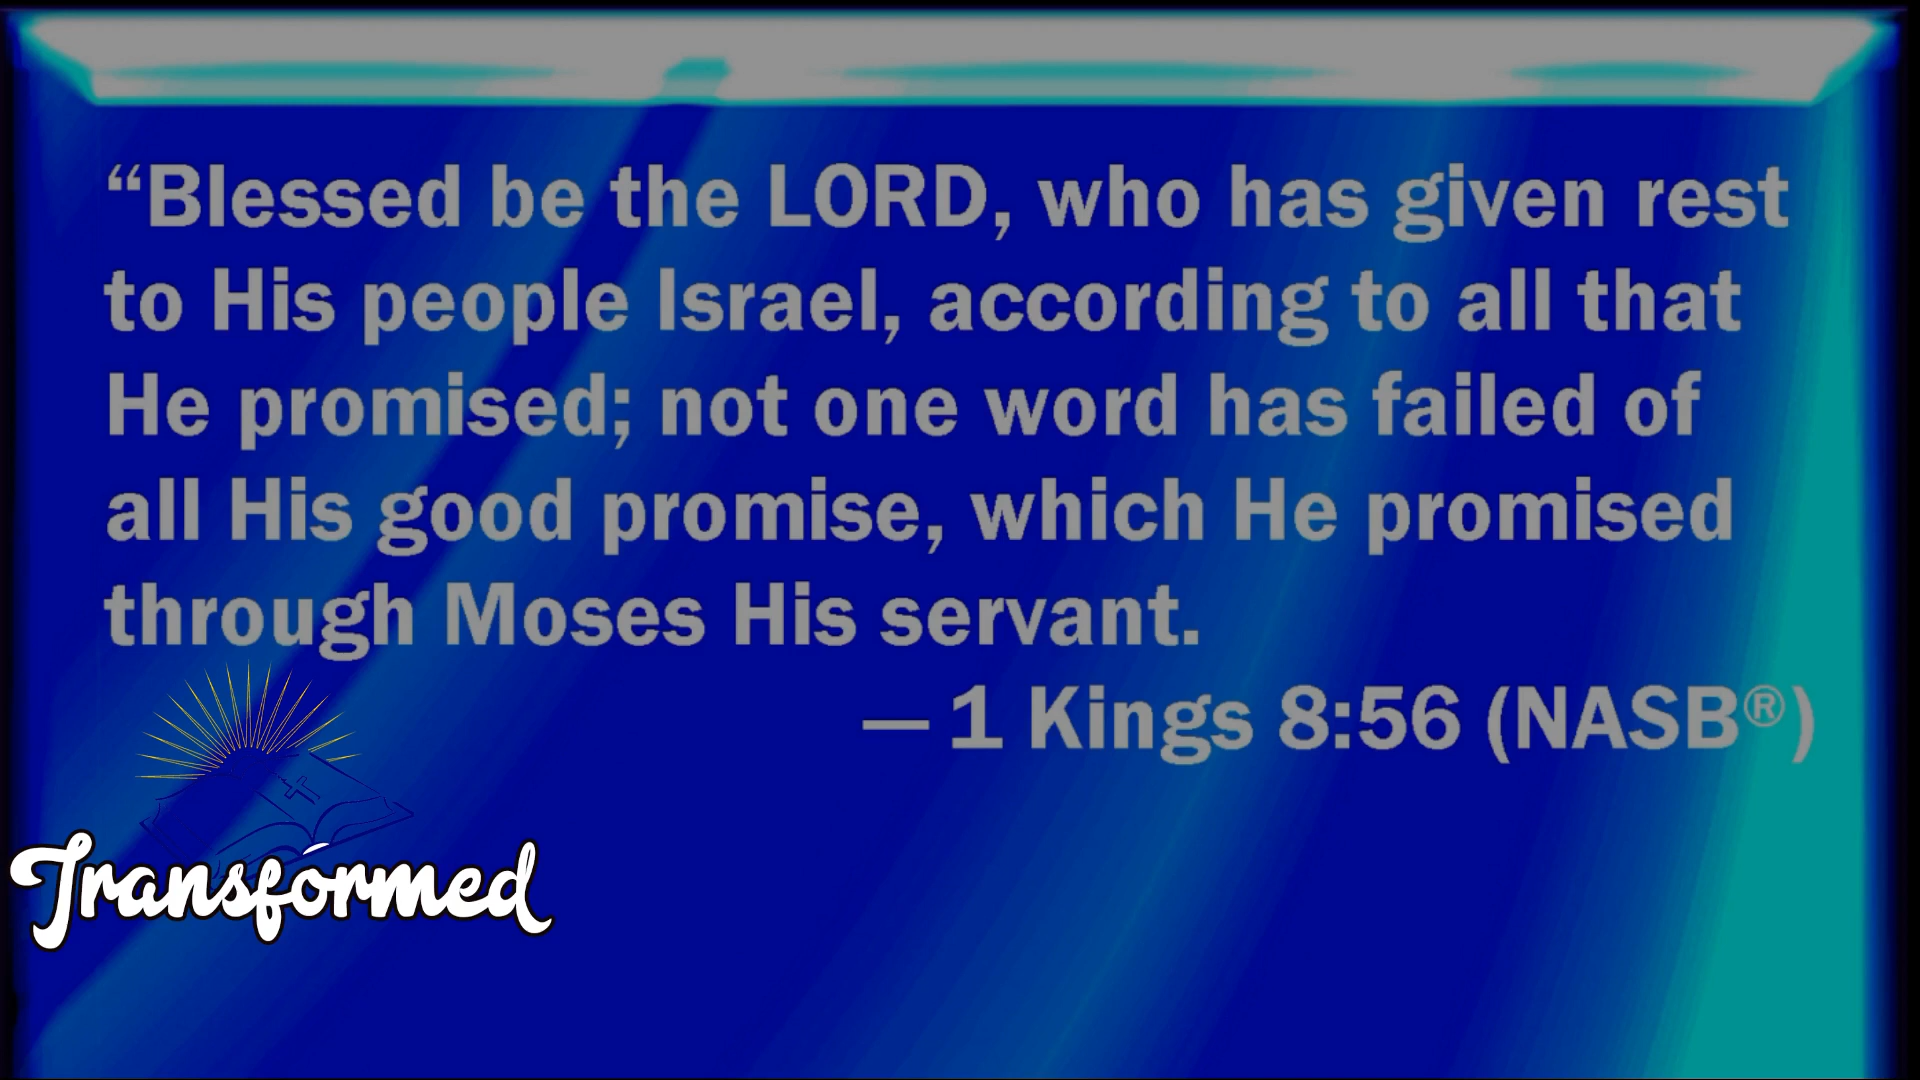 “Blessed be the LORD, who has given rest
to His people Israel, according to all that
He promised; not one word has failed of
all His good promise, which He promised
through Moses His servant.
— 1 Kings 8:56 (NASB®)
Transformed